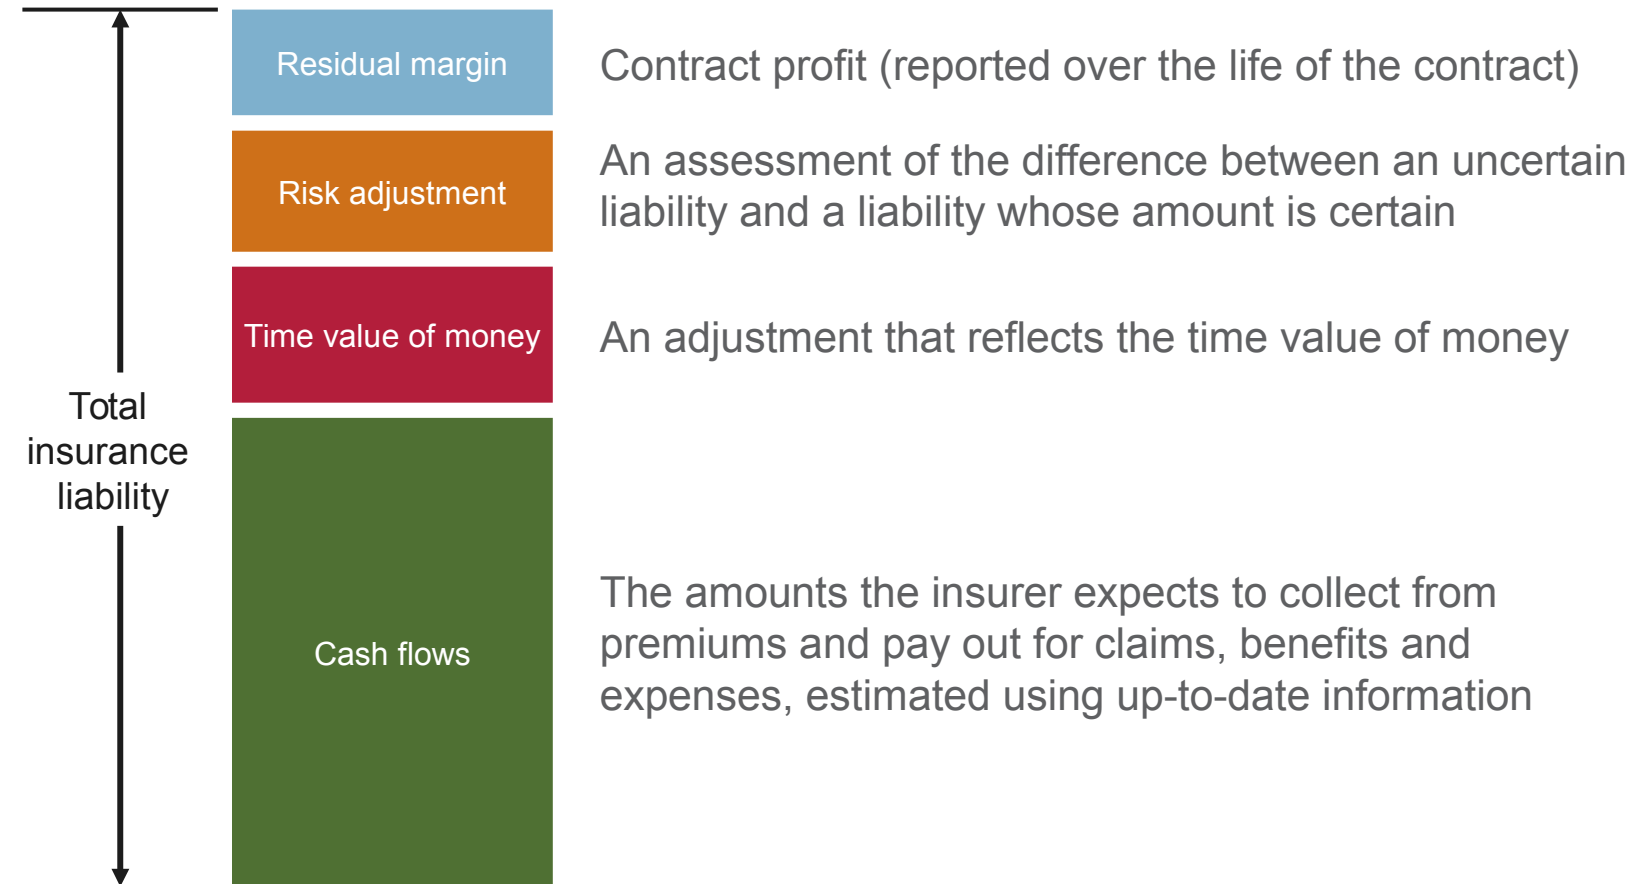 Residual margin
Contract profit (reported over the life of the contract)
Risk adjustment
An assessment of the difference between an uncertain
liability and a liability whose amount is certain
Time value of money
An adjustment that reflects the time value of money
Total
insurance
liability
Cash flows
The amounts the insurer expects to collect from
premiums and pay out for claims, benefits and
expenses, estimated using up-to-date information